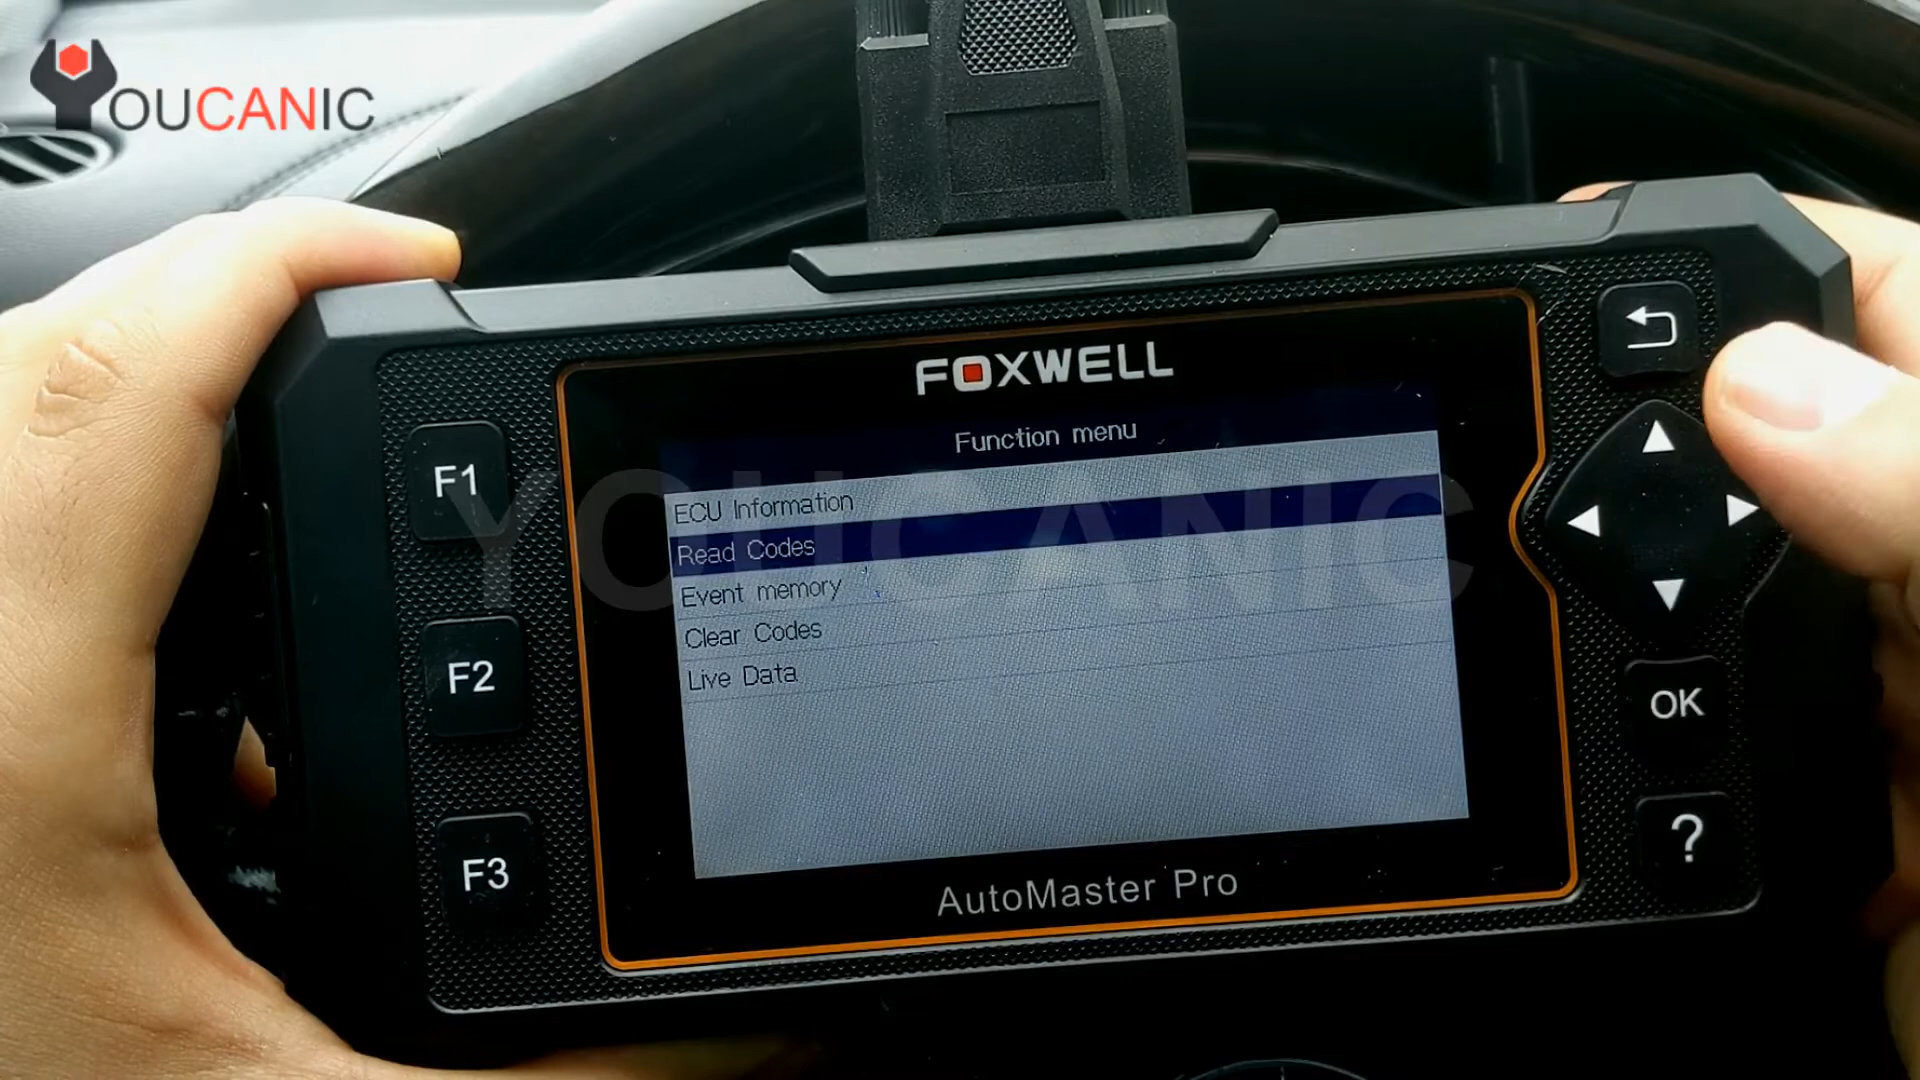 YOUCANIC
FOXWELL
Function menu
ECU Information
Read Codes
Event memory
Clear Codes
Live Data
AutoMaster Pro
F1
F2
F3
OK
?
YOUCANIC